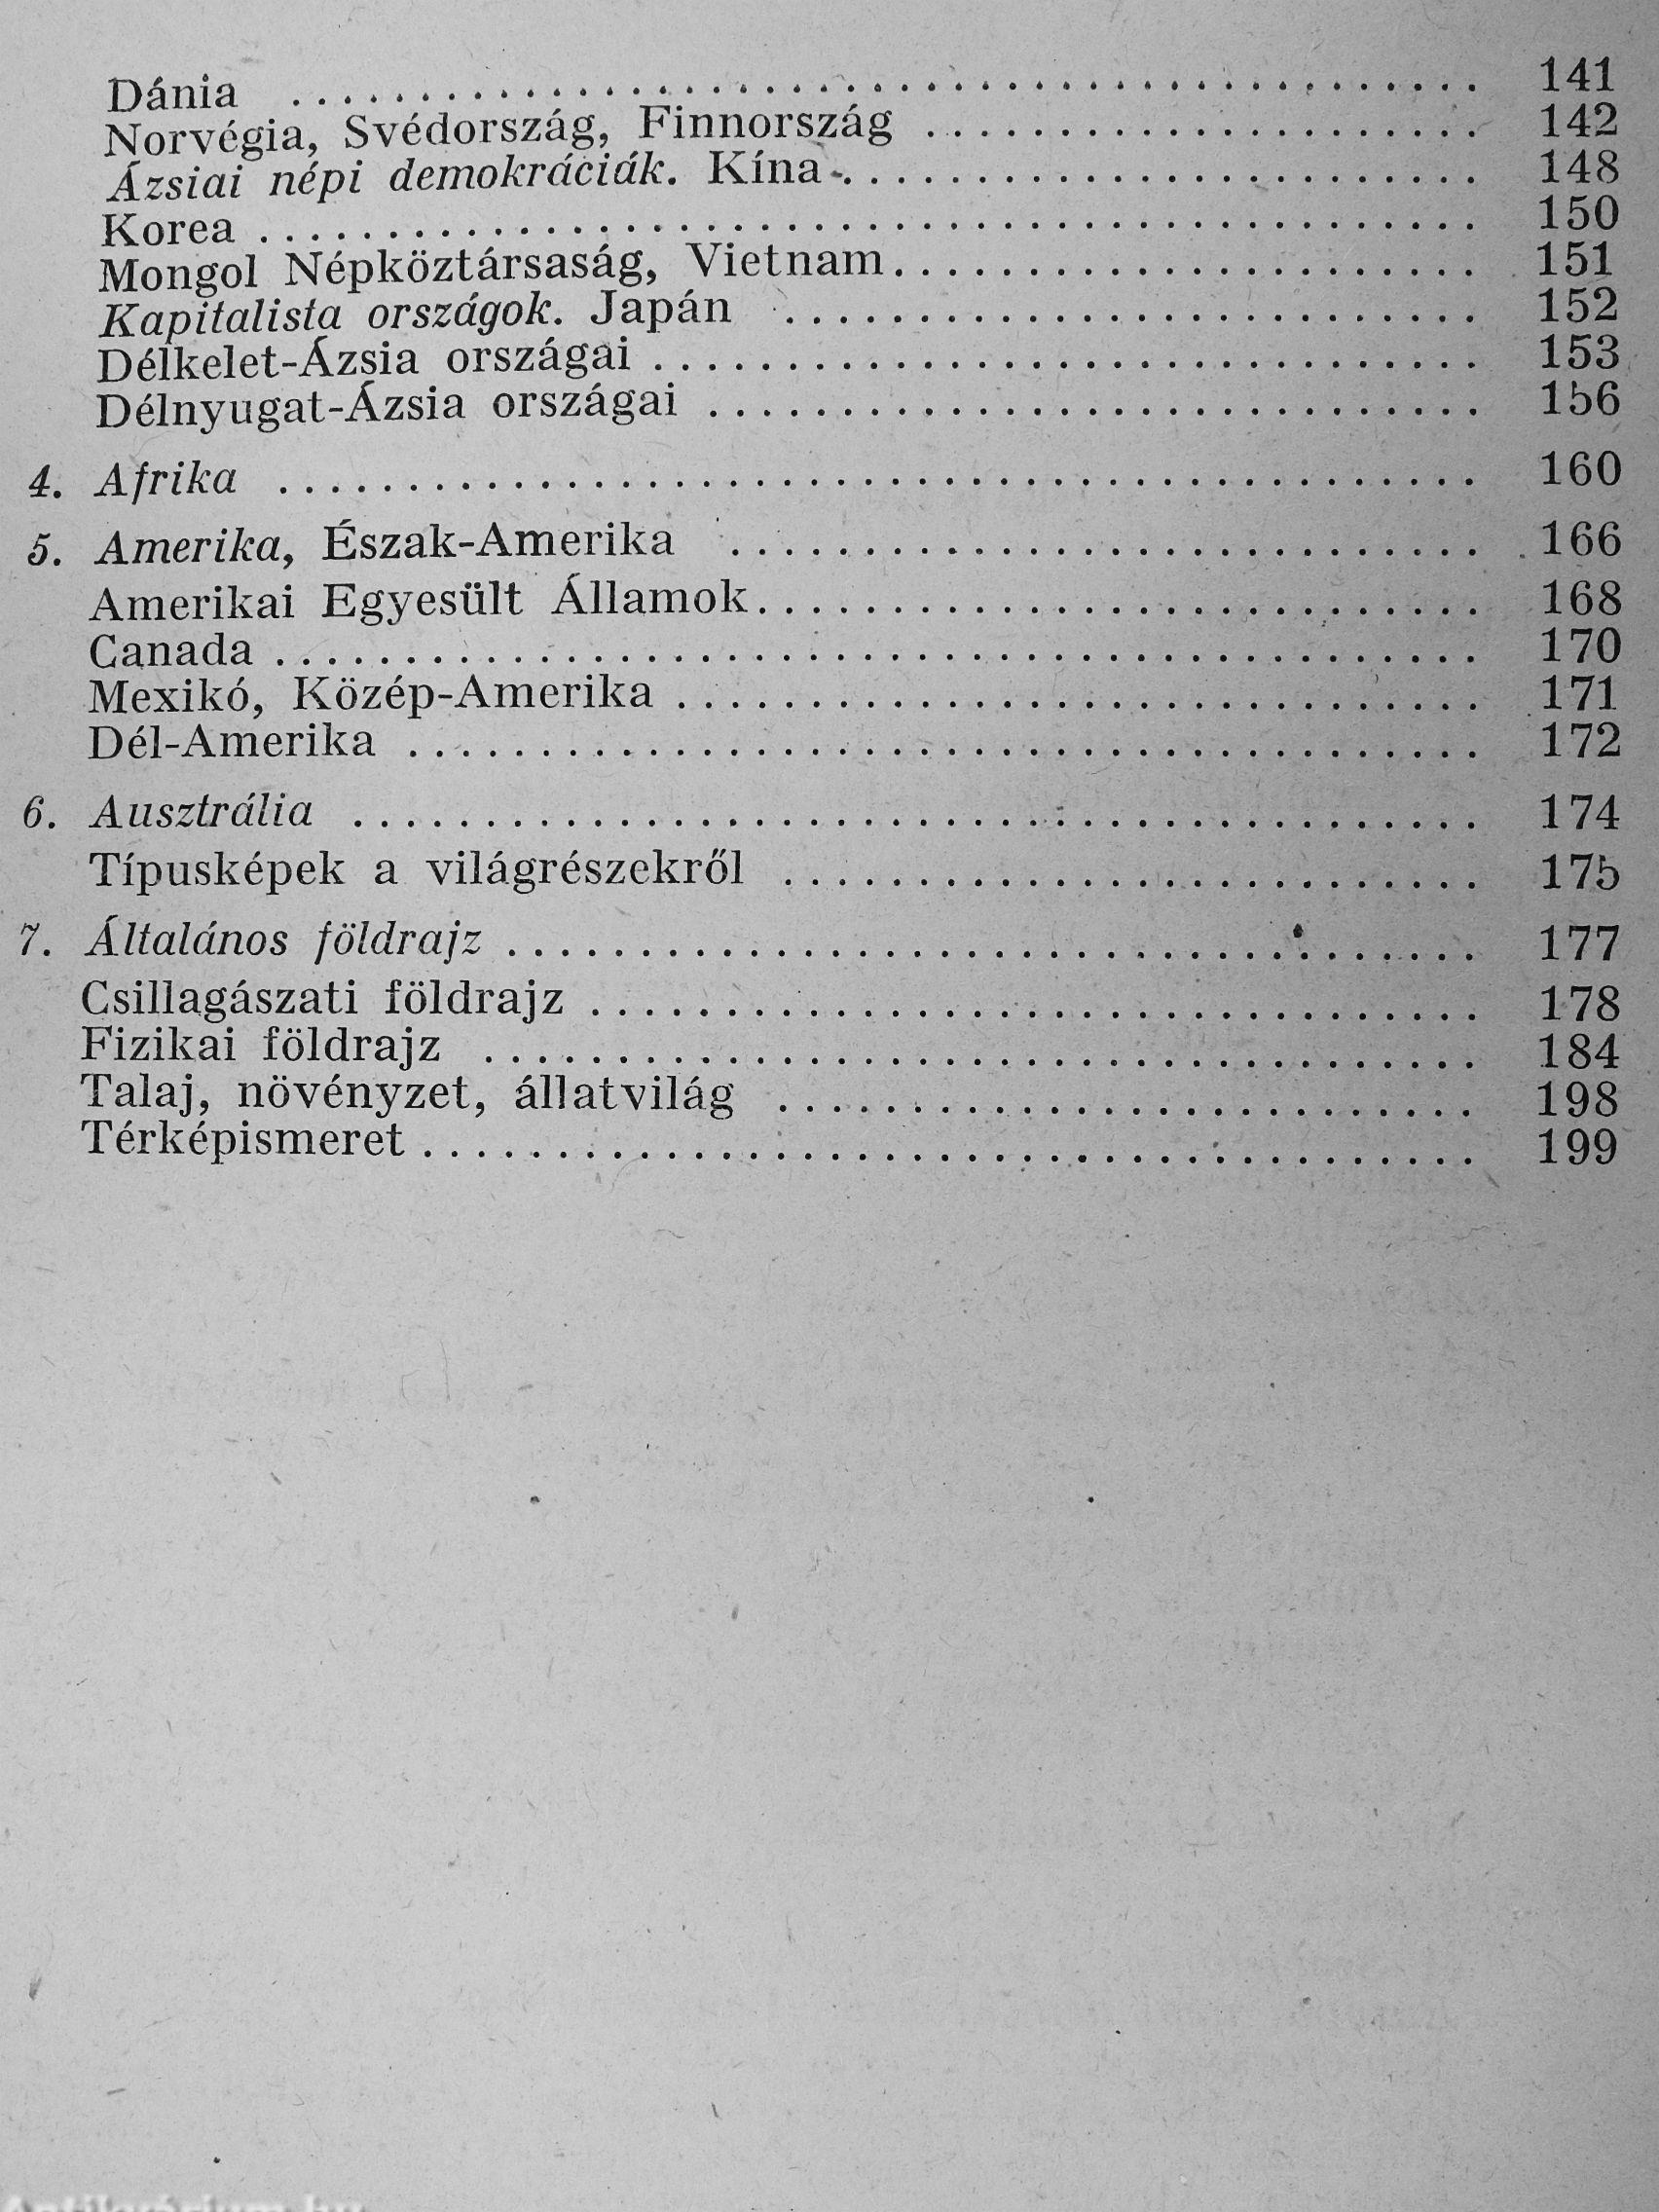 Dánia ........................................ 141
Norvégia, Svédország, Finnország ..................... 142
Ázsiai népi demokráciák. Kína ........................ 148
Korea ........................................ 150
Mongol Népköztársaság, Vietnam ...................... 151
Kapitalista országok. Japán .......................... 152
Délkelet-Ázsia országai ............................... 153
Délnyugat-Ázsia országai ............................. 156
4. Afrika ........................................ 160
5. Amerika, Észak-Amerika ............................ 166
Amerikai Egyesült Államok ........................... 168
Canada ........................................ 170
Mexikó, Közép-Amerika .............................. 171
Dél-Amerika ........................................ 172
6. Ausztrália ........................................ 174
Típusképek a világrészekről .......................... 175
7. Általános földrajz .................................... 177
Csillagászati földrajz ................................. 178
Fizikai földrajz ..................................... 184
Talaj, növényzet, állatvilág ........................... 198
Térképismeret ........................................ 199